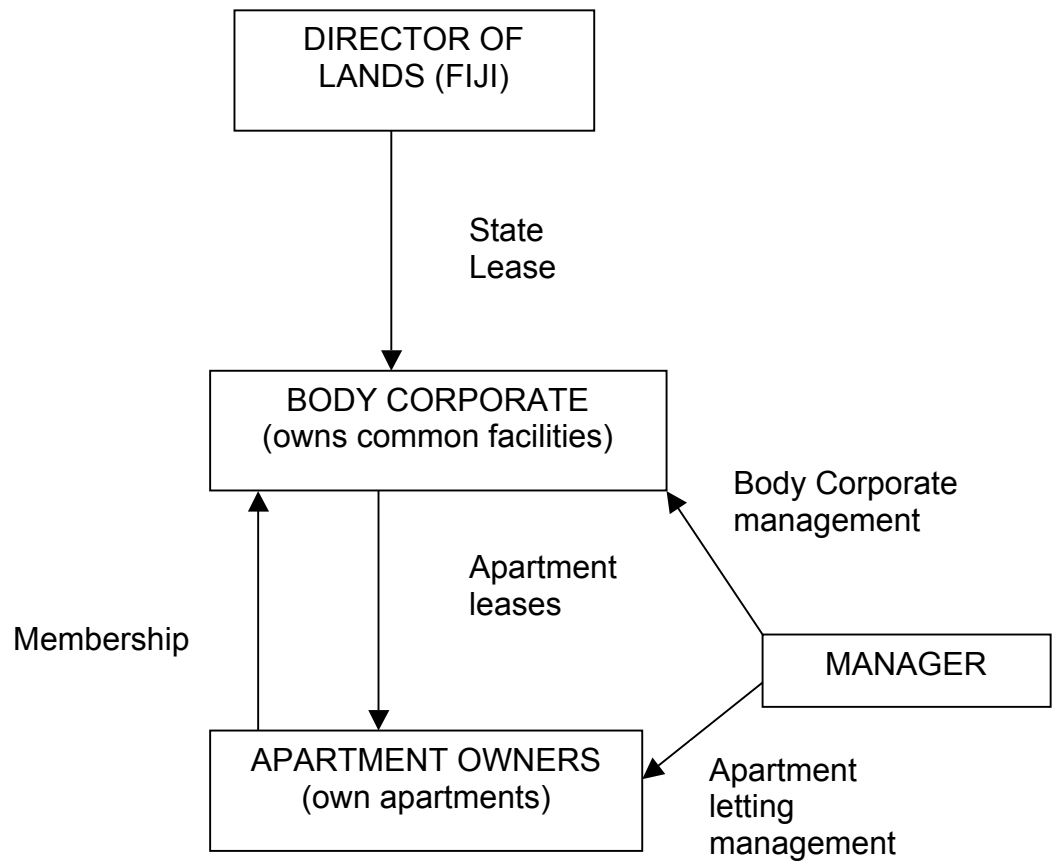 DIRECTOR OF
LANDS (FIJI)
State
Lease
BODY CORPORATE
(owns common facilities)
Body Corporate
management
Apartment
leases
Membership
MANAGER
APARTMENT OWNERS
(own apartments)
Apartment
letting
management